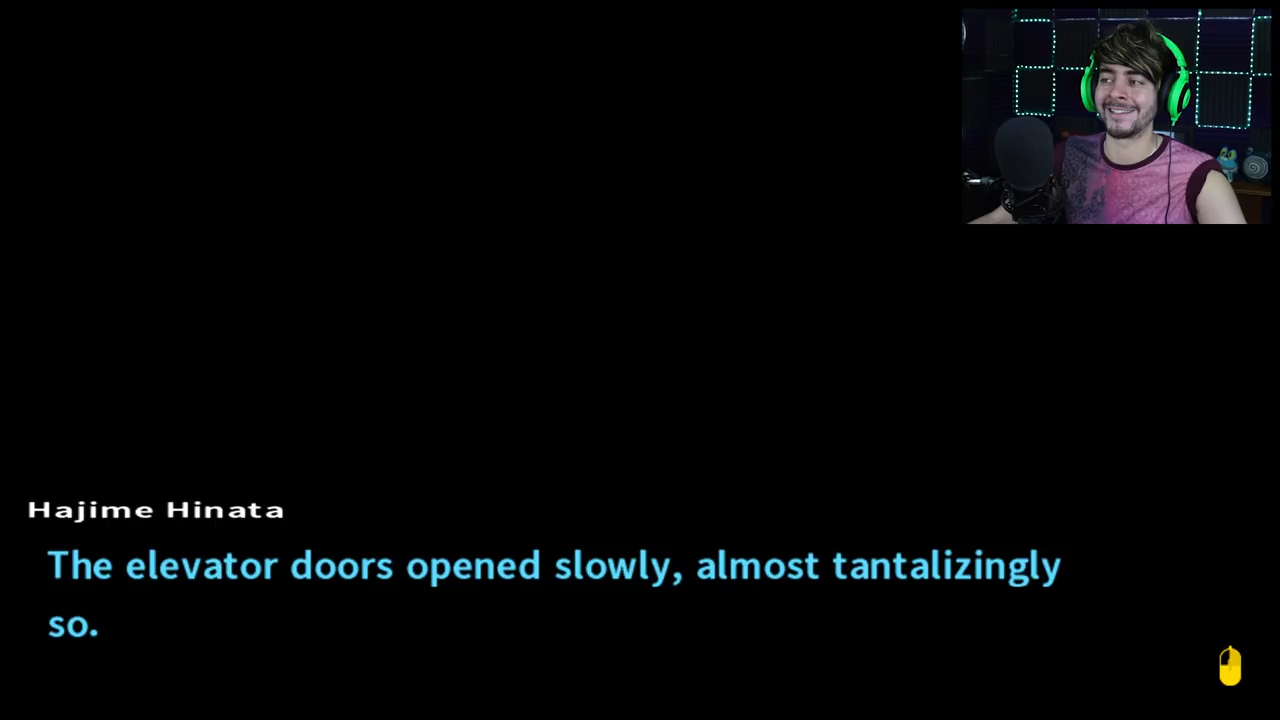 Hajime Hinata
The elevator doors opened slowly, almost tantalizingly
so.